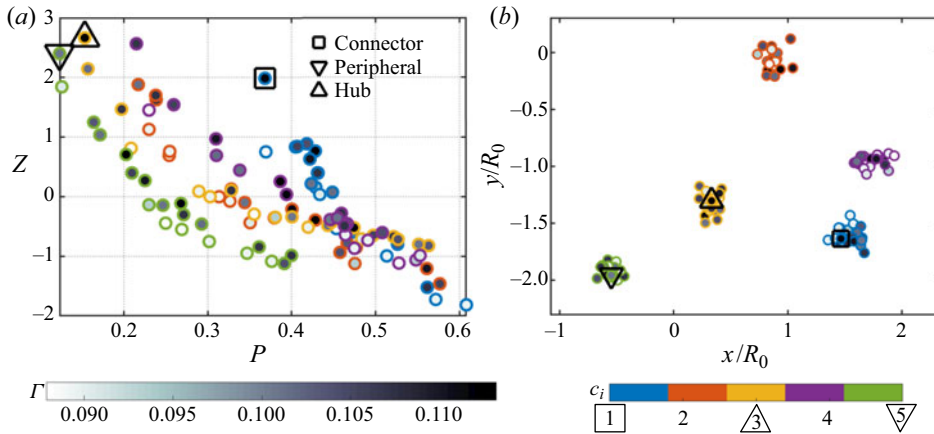 (a)
3
2
1
0
−1
−2
Z
Connector
Peripheral
Hub
0.2 0.3 0.4 0.5 0.6
P
Γ
0.090 0.095 0.100 0.105 0.110
(b)
0
−0.5
−1.0
−1.5
−2.0
y/R0
−1 0 1 2
x/R0
ci
1 2 3 4 5